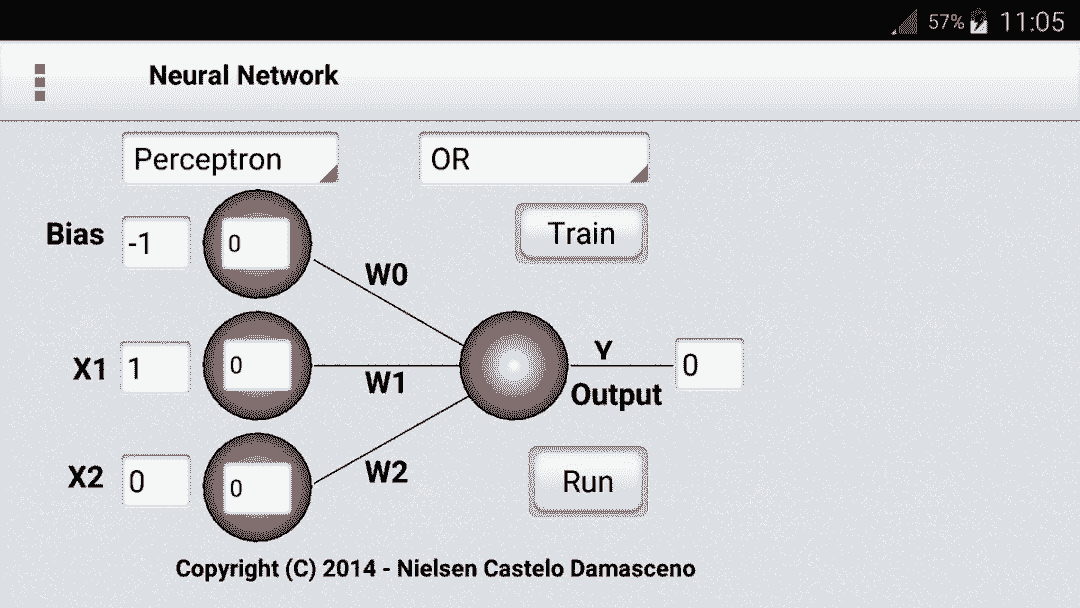 57% 11:05
Neural Network
Perceptron OR
Bias -1 0 Train
W0
X1 1 0 W1 Y 0
Output
X2 0 0 W2 Run
Copyright (C) 2014 - Nielsen Castelo Damasceno